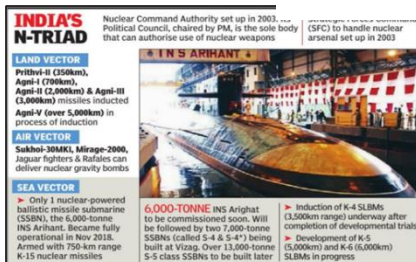 INDIA'S
N-TRIAD
Nuclear Command Authority set up in 2003. Its
Political Council, chaired by PM, is the sole body
that can authorise use of nuclear weapons
Strategic Forces Command
(SFC) to handle nuclear
arsenal set up in 2003
INS ARIHANT
LAND VECTOR
Prithvi-II (350km),
Agni-I (700km),
Agni-II (2,000km) & Agni-III
(3,000km) missiles inducted
Agni-V (over 5,000km) in
process of induction
AIR VECTOR
Sukhoi-30MKI, Mirage-2000,
Jaguar fighters & Rafales can
deliver nuclear gravity bombs
SEA VECTOR
➤ Only 1 nuclear-powered
ballistic missile submarine
(SSBN), the 6,000-tonne
INS Arihant. Became fully
operational in Nov 2018.
Armed with 750-km range
K-15 nuclear missiles
6,000-TONNE INS Arighat
to be commissioned soon. Will
be followed by two 7,000-tonne
SSBNs (called S-4 & S-4*) being
built at Vizag. Over 13,000-tonne
S-5 class SSBNs to be built later
➤ Induction of K-4 SLBMs
(3,500km range) underway after
completion of developmental trials
➤ Development of K-5
(5,000km) & K-6 (6,000km)
SLBMs in progress